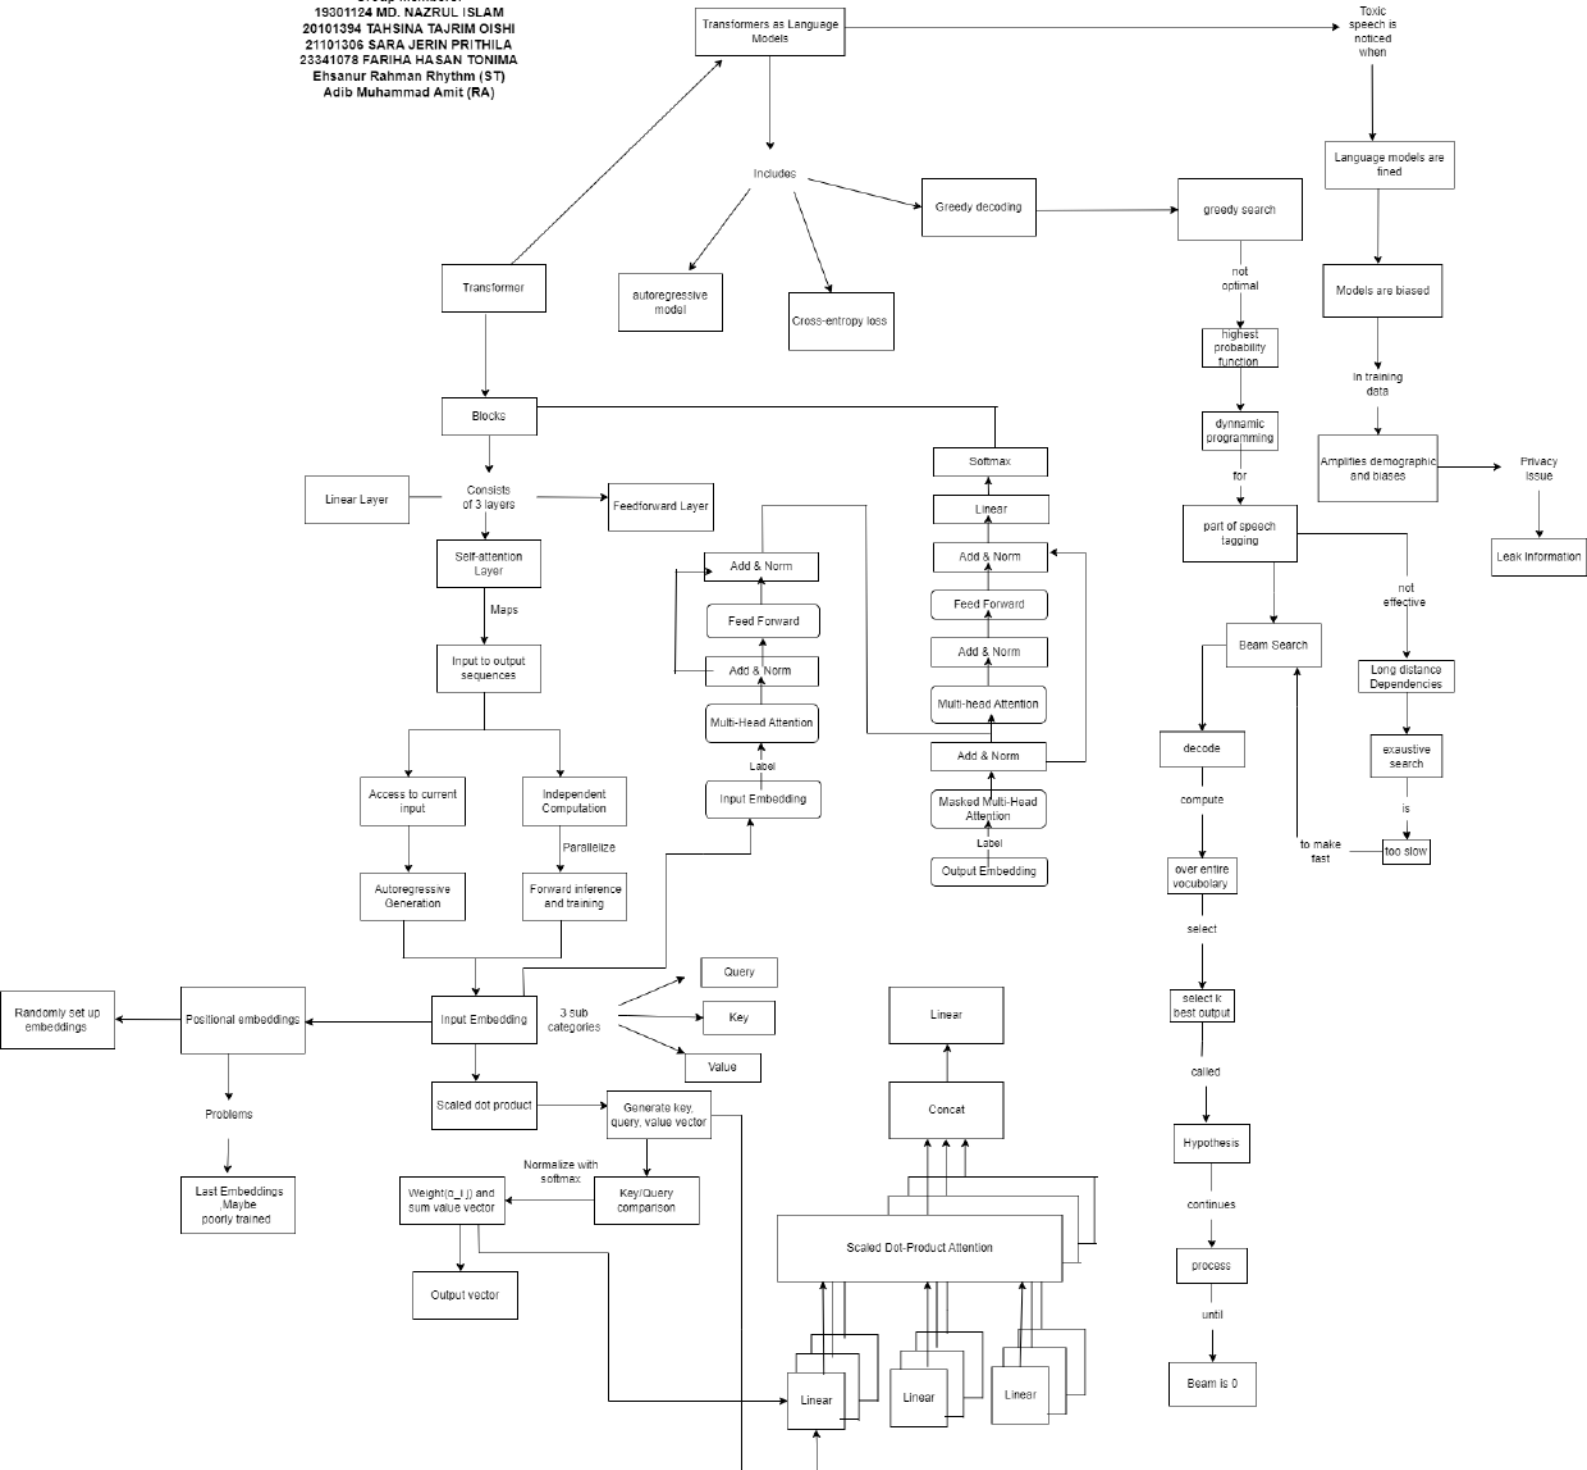 19301124 MD. NAZRUL ISLAM
20101394 TAHSINA TAJRIM OISHI
21101306 SARA JERIN PRITHILA
23341078 FARIHA HASAN TONIMA
Ehsanur Rahman Rhythm (ST)
Adib Muhammad Amit (RA)
Transformers as Language
Models
Toxic
speech is
noticed
when
Includes
Language models are
fined
Greedy decoding
greedy search
Transformer
autoregressive
model
Cross-entropy loss
not
optimal
Models are biased
highest
probability
function
In training
data
Blocks
dynnamic
programming
Softmax
for
Amplifies demographic
and biases
Privacy
Issue
Linear Layer
Consists
of 3 layers
Feedforward Layer
Linear
part of speech
tagging
Leak Information
Self-attention
Layer
Add & Norm
Add & Norm
not
effective
Maps
Feed Forward
Feed Forward
Beam Search
Input to output
sequences
Add & Norm
Add & Norm
Long distance
Dependencies
Multi-Head Attention
Multi-head Attention
decode
exaustive
search
Label
Add & Norm
Access to current
input
Independent
Computation
Input Embedding
Masked Multi-Head
Attention
compute
is
Parallelize
Label
to make
fast
too slow
Autoregressive
Generation
Forward inference
and training
Output Embedding
over entire
vocubolary
select
Query
Randomly set up
embeddings
Positional embeddings
Input Embedding
3 sub
categories
Key
Linear
select k
best output
Value
called
Problems
Scaled dot product
Generate key,
query, value vector
Concat
Hypothesis
Normalize with
softmax
Last Embeddings
,Maybe
poorly trained
Weight(α_i j) and
sum value vector
Key/Query
comparison
continues
Scaled Dot-Product Attention
process
Output vector
until
Linear
Linear
Linear
Beam is 0